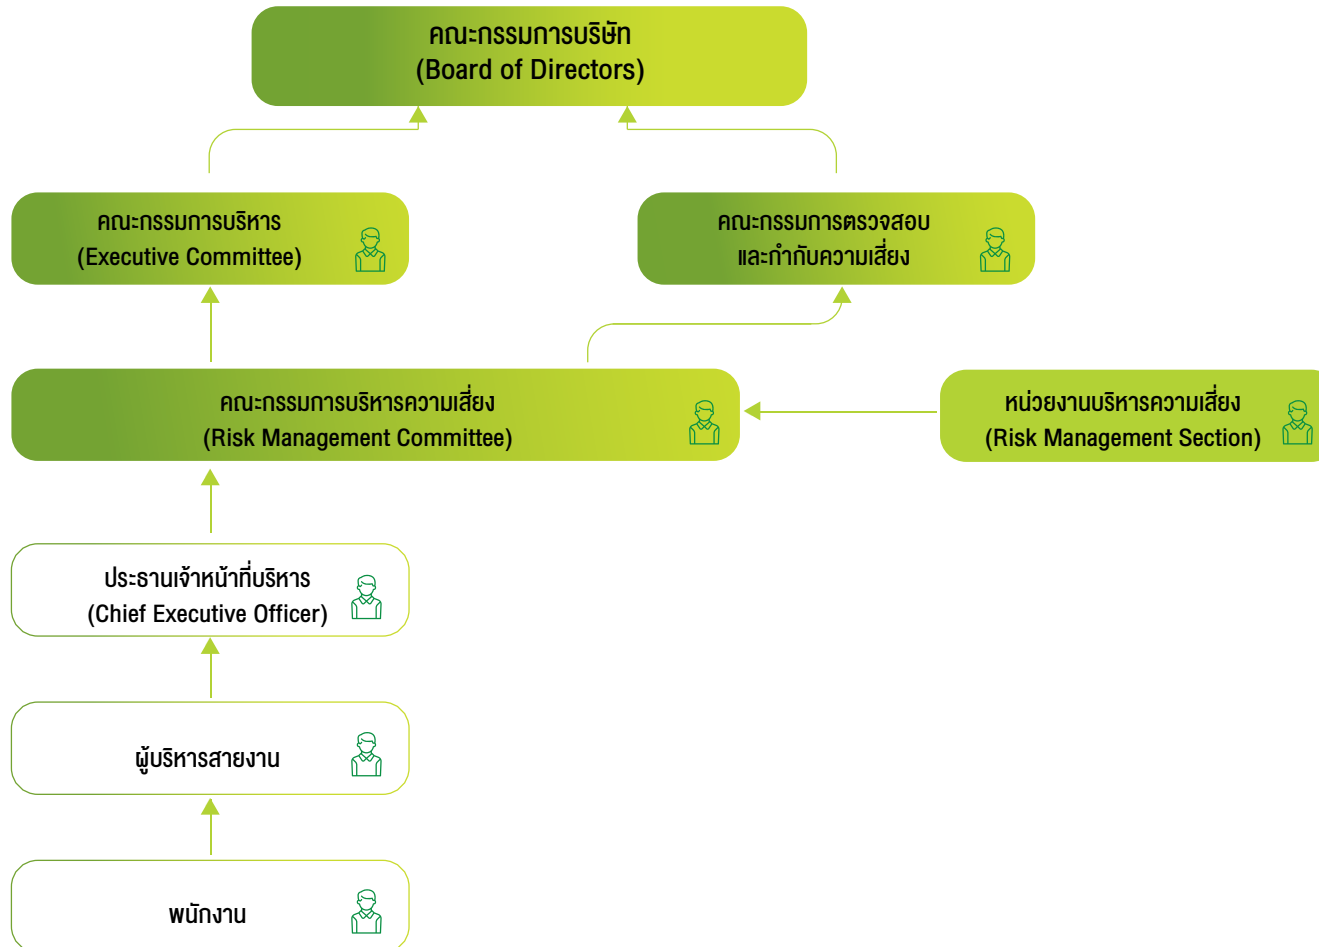 คณะกรรมการบริษัท
(Board of Directors)
คณะกรรมการบริหาร
(Executive Committee)
คณะกรรมการตรวจสอบ
และกำกับความเสี่ยง
คณะกรรมการบริหารความเสี่ยง
(Risk Management Committee)
หน่วยงานบริหารความเสี่ยง
(Risk Management Section)
ประธานเจ้าหน้าที่บริหาร
(Chief Executive Officer)
ผู้บริหารสายงาน
พนักงาน